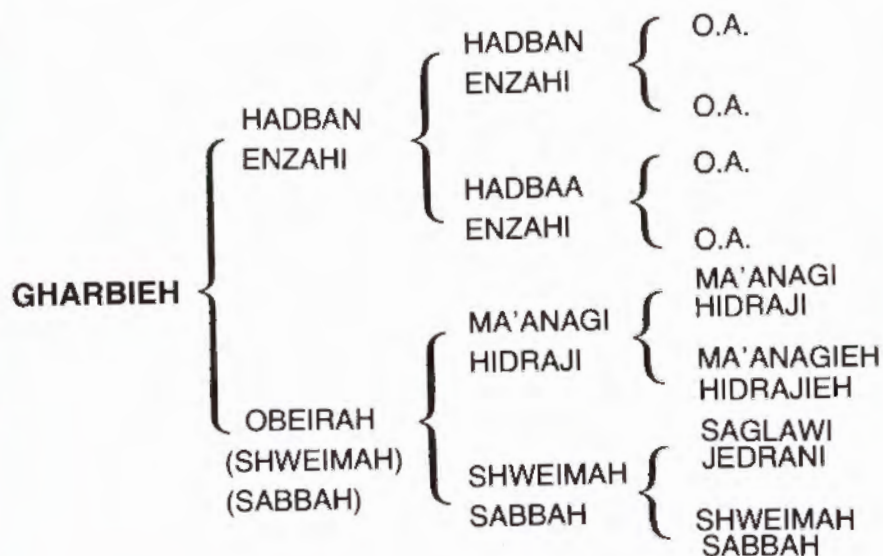 GHARBIEH
HADBAN
ENZAHI
OBEIRAH
(SHWEIMAH)
(SABBAH)
HADBAN
ENZAHI
HADBAA
ENZAHI
MA'ANAGI
HIDRAJI
SHWEIMAH
SABBAH
O.A.
O.A.
O.A.
O.A.
MA'ANAGI
HIDRAJI
MA'ANAGIEH
HIDRAJIEH
SAGLAWI
JEDRANI
SHWEIMAH
SABBAH